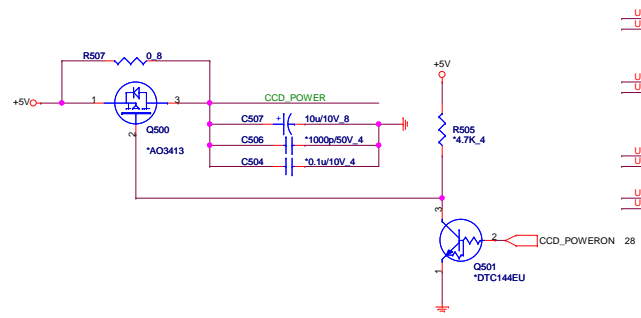 U
U
R507 0_8
+5V
+5V 1 3 CCD_POWER
U
U
C507 + 10u/10V_8
2 Q500
*AO3413
C506 *1000p/50V_4
R505
*4.7K_4
C504 *0.1u/10V_4
U
U
3
2 CCD_POWERON 28
1 Q501
*DTC144EU